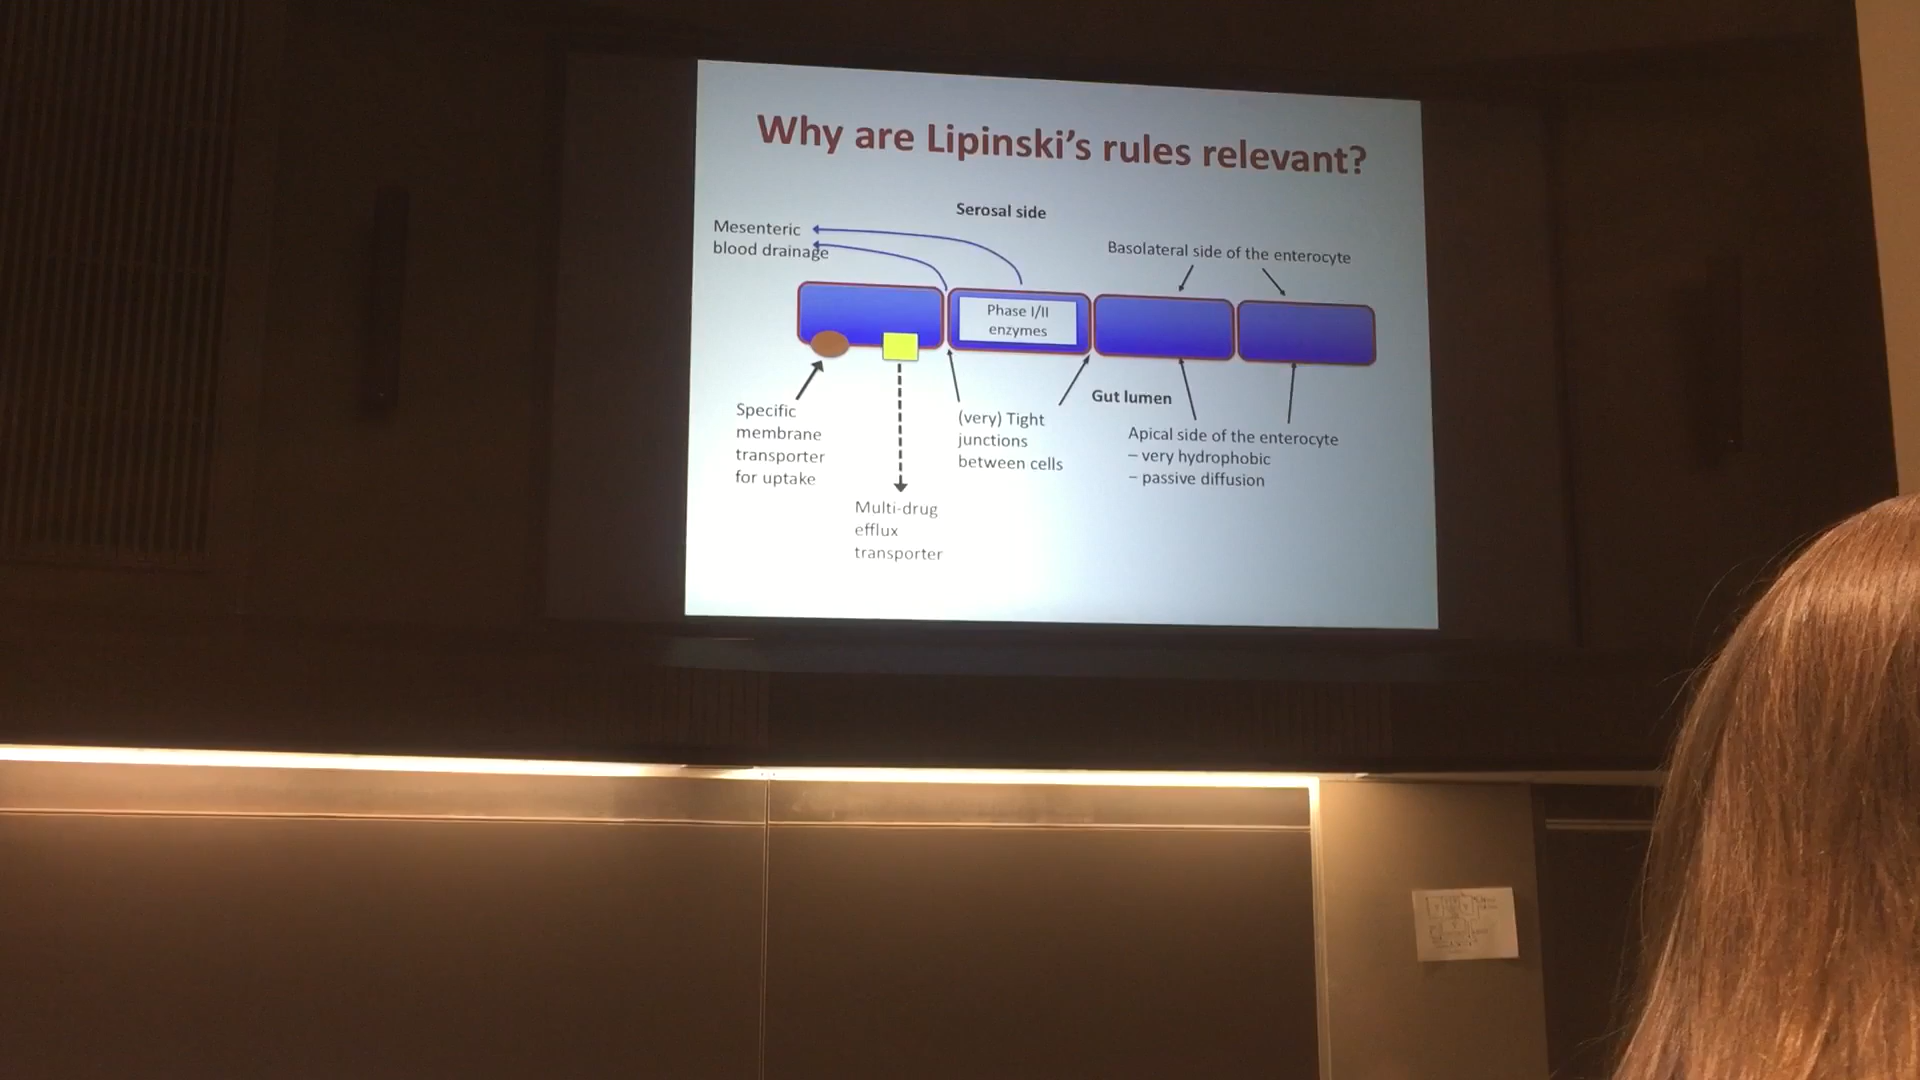 Why are Lipinski's rules relevant?
Serosal side
Mesenteric
blood drainage
Basolateral side of the enterocyte
Phase I/II
enzymes
Specific
membrane
transporter
for uptake
Multi-drug
efflux
transporter
(very) Tight
junctions
between cells
Gut lumen
Apical side of the enterocyte
– very hydrophobic
– passive diffusion